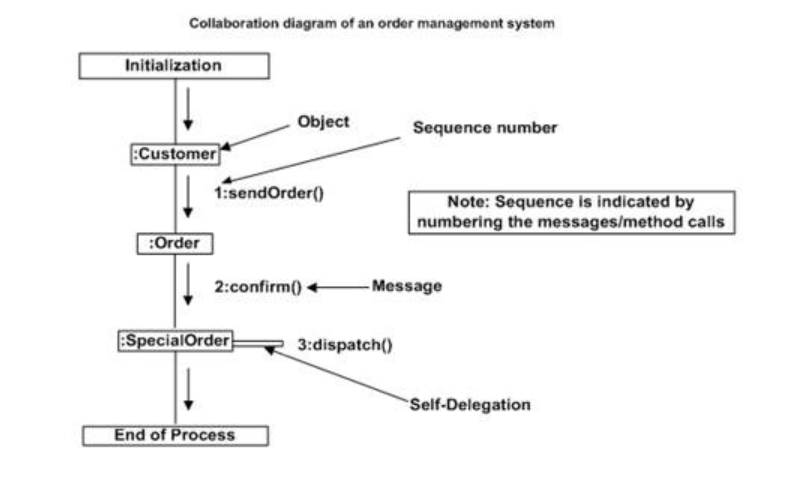 Collaboration diagram of an order management system
Initialization
Object
Sequence number
:Customer
1:sendOrder()
Note: Sequence is indicated by
numbering the messages/method calls
:Order
2:confirm()
Message
:SpecialOrder
3:dispatch()
Self-Delegation
End of Process